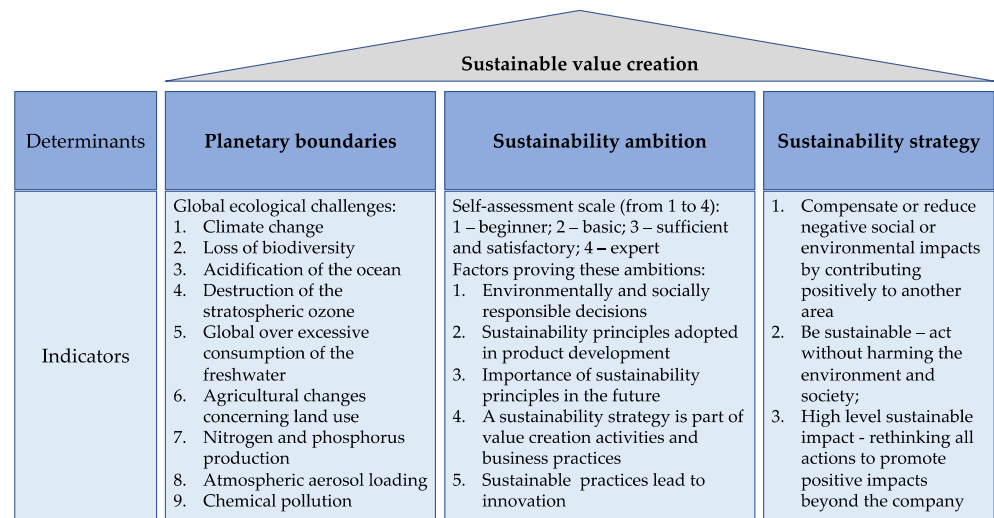 Sustainable value creation
Determinants
Planetary boundaries
Sustainability ambition
Sustainability strategy
Indicators
Global ecological challenges:
1. Climate change
2. Loss of biodiversity
3. Acidification of the ocean
4. Destruction of the
stratospheric ozone
5. Global over excessive
consumption of the
freshwater
6. Agricultural changes
concerning land use
7. Nitrogen and phosphorus
production
8. Atmospheric aerosol loading
9. Chemical pollution
Self-assessment scale (from 1 to 4):
1 – beginner; 2 – basic; 3 – sufficient
and satisfactory; 4 – expert
Factors proving these ambitions:
1. Environmentally and socially
responsible decisions
2. Sustainability principles adopted
in product development
3. Importance of sustainability
principles in the future
4. A sustainability strategy is part of
value creation activities and
business practices
5. Sustainable practices lead to
innovation
1. Compensate or reduce
negative social or
environmental impacts
by contributing
positively to another
area
2. Be sustainable – act
without harming the
environment and
society;
3. High level sustainable
impact - rethinking all
actions to promote
positive impacts
beyond the company